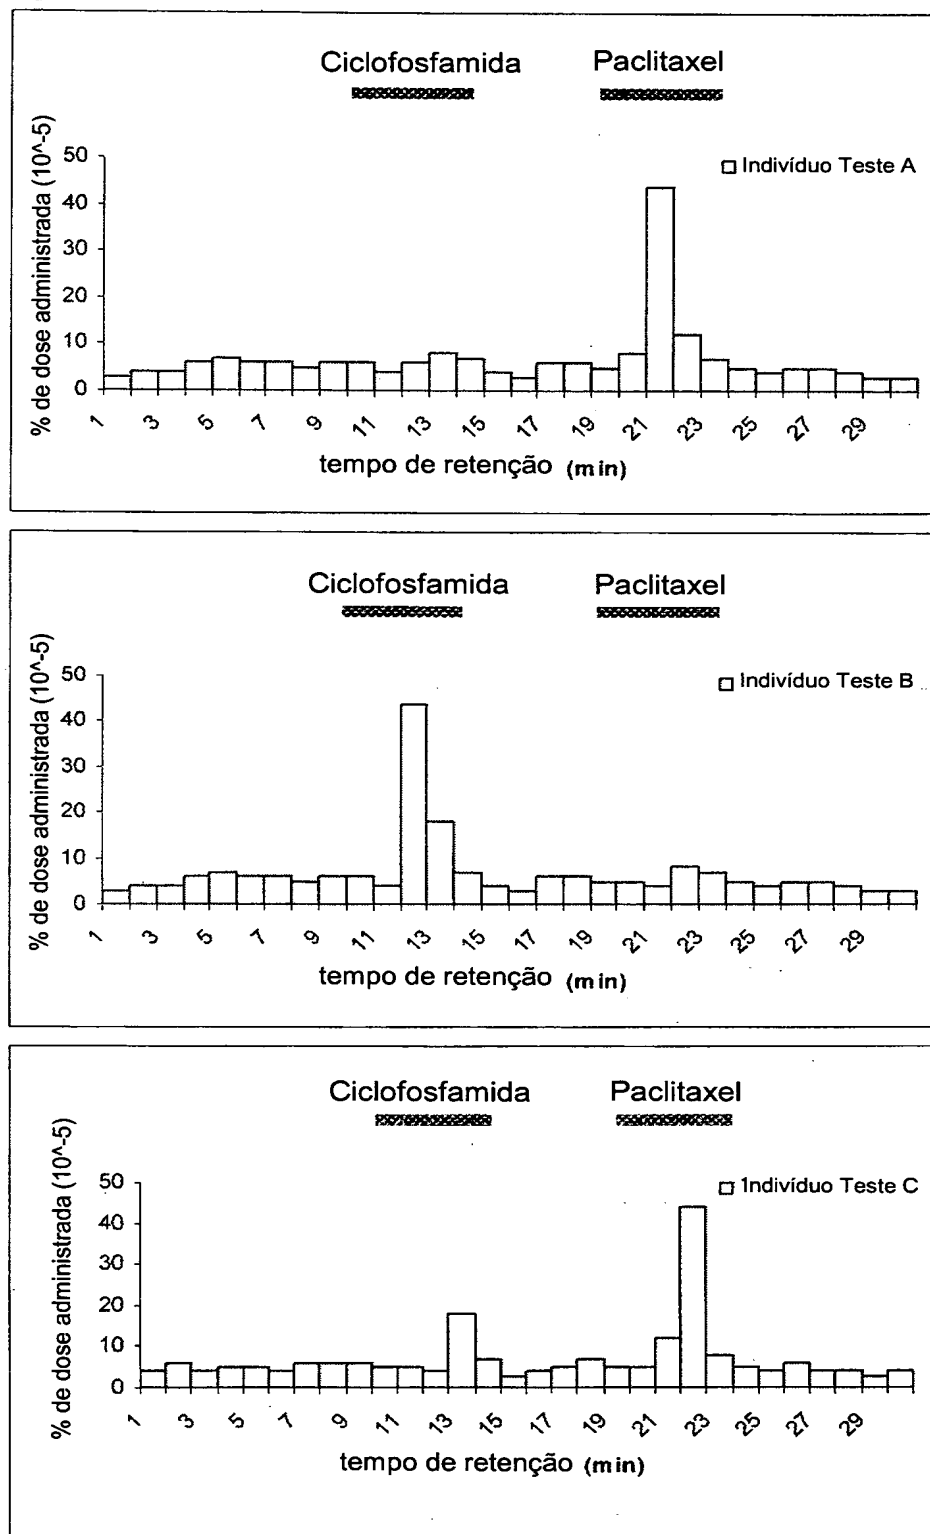 Ciclofosfamida Paclitaxel
% de dose administrada (10^-5)
50
40
30
20
10
0
Indivíduo Teste A
1 3 5 7 9 11 13 15 17 19 21 23 25 27 29
tempo de retenção (min)
Ciclofosfamida Paclitaxel
% de dose administrada (10^-5)
50
40
30
20
10
0
Indivíduo Teste B
1 3 5 7 9 11 13 15 17 19 21 23 25 27 29
tempo de retenção (min)
Ciclofosfamida Paclitaxel
% de dose administrada (10^-5)
50
40
30
20
10
0
Indivíduo Teste C
1 3 5 7 9 11 13 15 17 19 21 23 25 27 29
tempo de retenção (min)